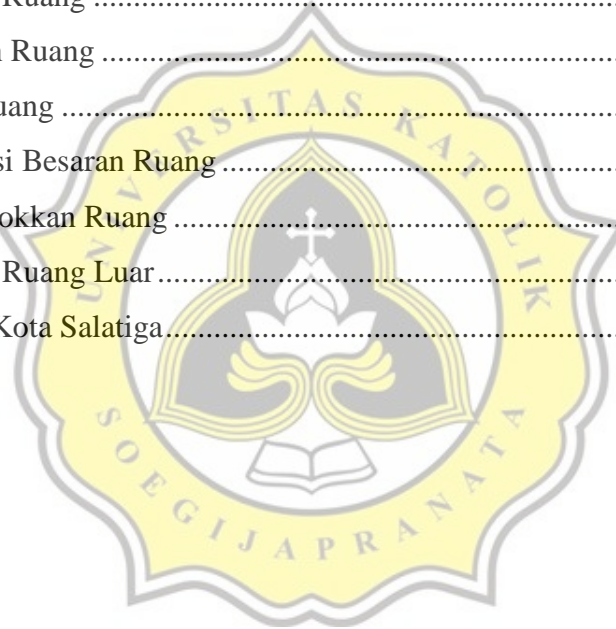 Ruang ......................................................................
n Ruang ......................................................................
uang ......................................................................
si Besaran Ruang ......................................................
okkan Ruang ......................................................
Ruang Luar ......................................................
Kota Salatiga ......................................................
UNIVERSITAS KATOLIK
SOEGIJAPRANATA